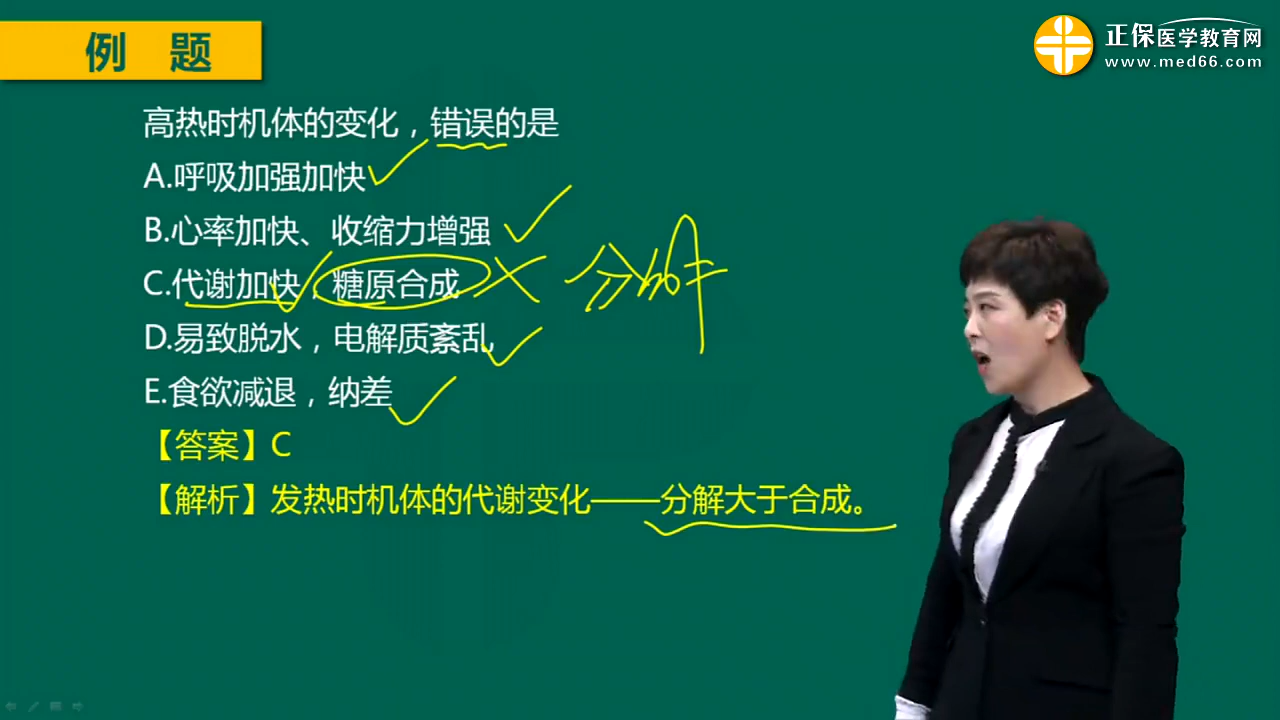 例 题
正保医学教育网
www.med66.com
高热时机体的变化，错误的是
A.呼吸加强加快
B.心率加快、收缩力增强
C.代谢加快，糖原合成
分解
D.易致脱水，电解质紊乱
E.食欲减退，纳差
【答案】C
【解析】发热时机体的代谢变化——分解大于合成。